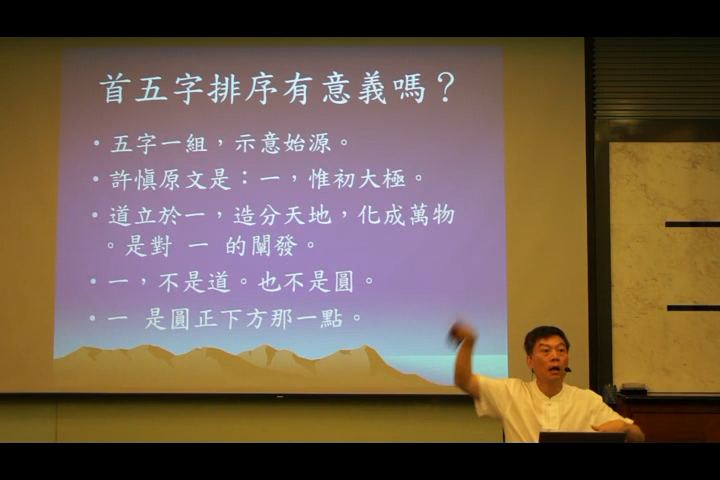 首五字排序有意義嗎？
• 五字一組，示意始源。
• 許愼原文是：一，惟初大極。
• 道立於一，造分天地，化成萬物
。是對 一 的闡發。
• 一，不是道。也不是圓。
• 一 是圓正下方那一點。